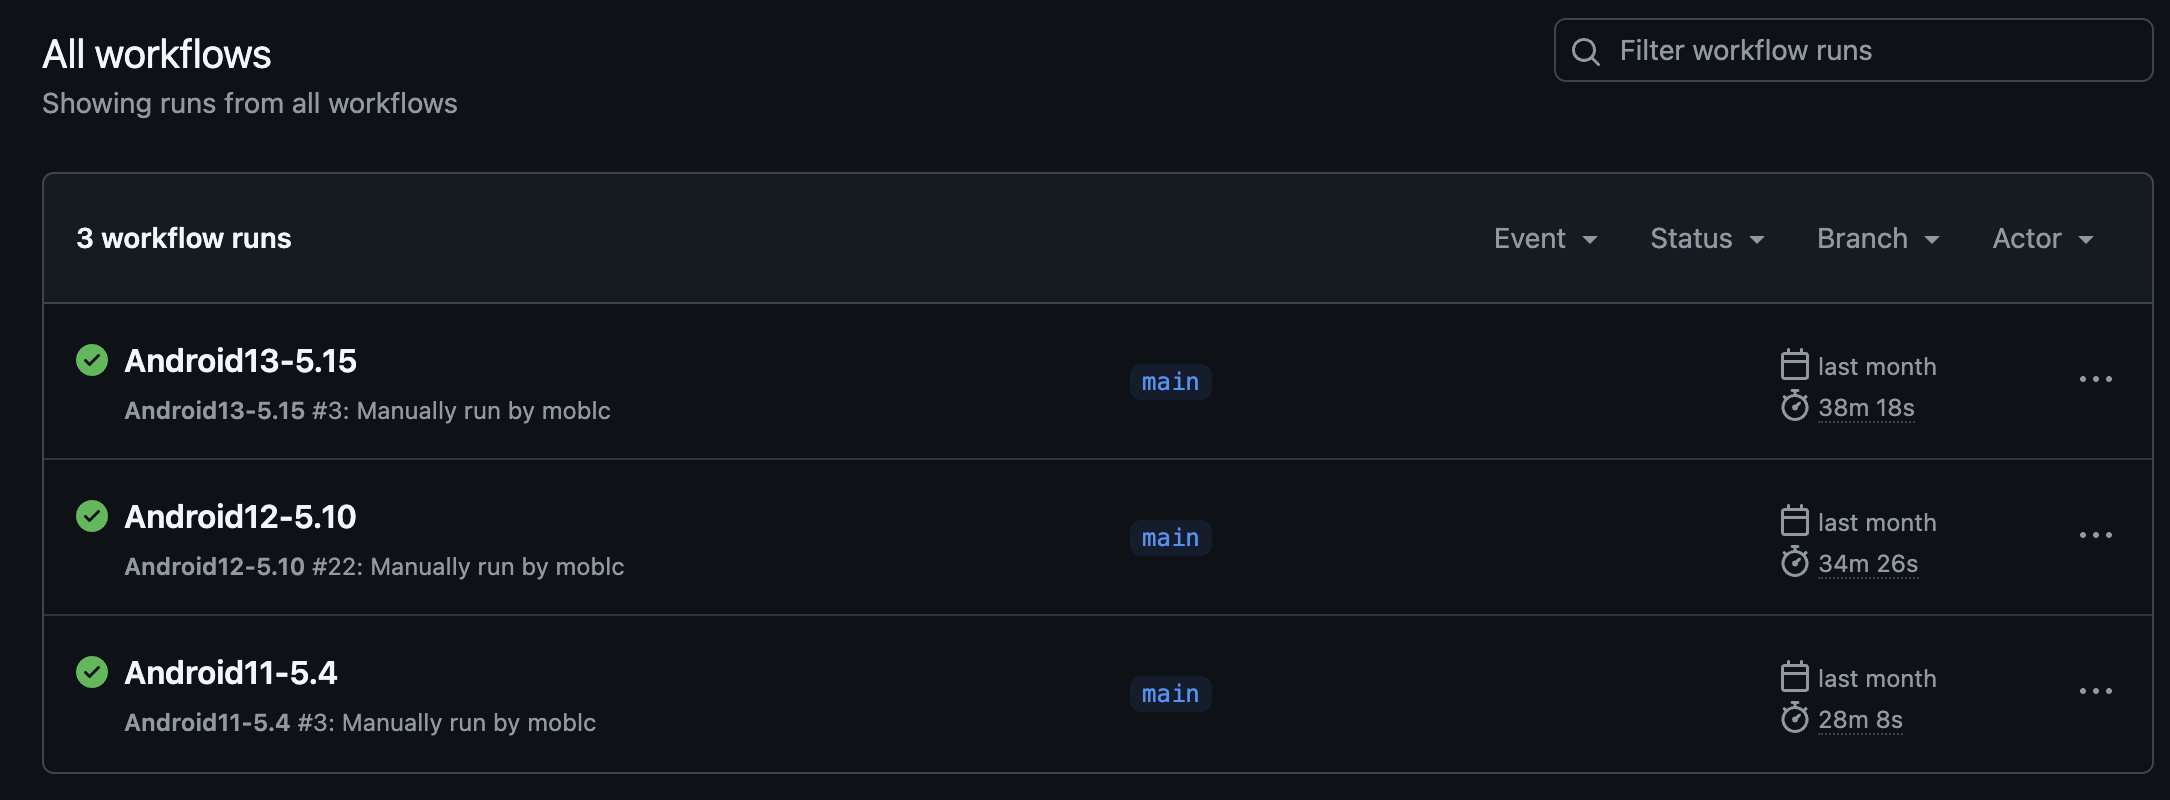 All workflows
Showing runs from all workflows
Filter workflow runs
3 workflow runs
Event
Status
Branch
Actor
Android13-5.15
Android13-5.15 #3: Manually run by moblc
main
last month
38m 18s
Android12-5.10
Android12-5.10 #22: Manually run by moblc
main
last month
34m 26s
Android11-5.4
Android11-5.4 #3: Manually run by moblc
main
last month
28m 8s